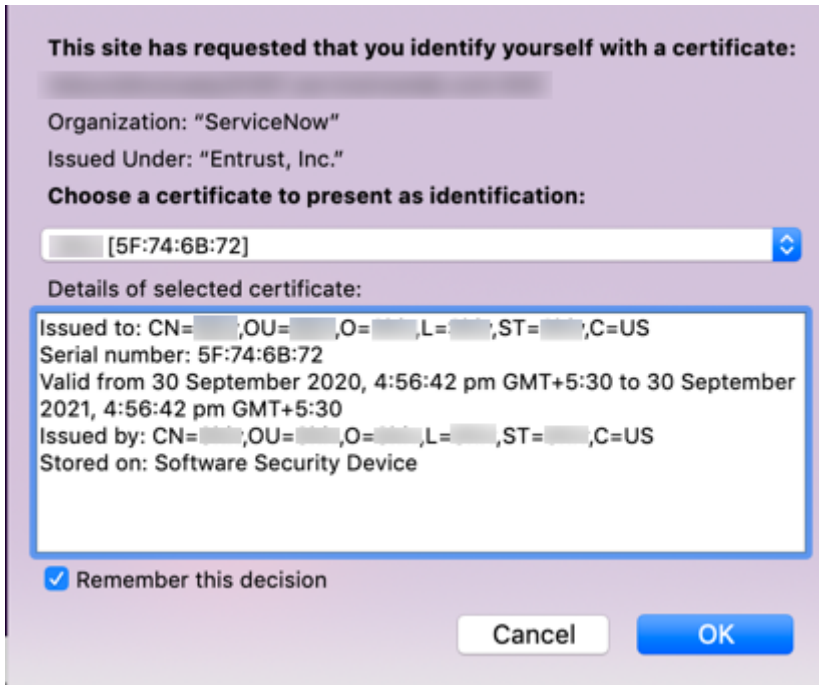 This site has requested that you identify yourself with a certificate:
Organization: “ServiceNow”
Issued Under: “Entrust, Inc.”
Choose a certificate to present as identification:
[5F:74:6B:72]
Details of selected certificate:
Issued to: CN= ,OU= ,O= ,L= ,ST= ,C=US
Serial number: 5F:74:6B:72
Valid from 30 September 2020, 4:56:42 pm GMT+5:30 to 30 September
2021, 4:56:42 pm GMT+5:30
Issued by: CN= ,OU= ,O= ,L= ,ST= ,C=US
Stored on: Software Security Device
Remember this decision
Cancel OK